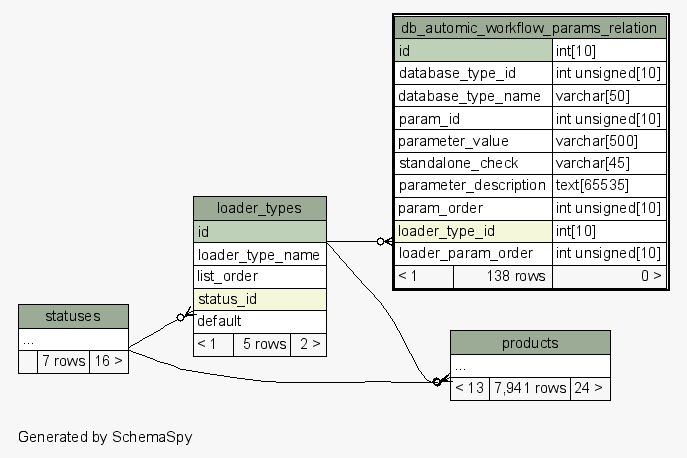 db_automic_workflow_params_relation
id int[10]
database_type_id int unsigned[10]
database_type_name varchar[50]
param_id int unsigned[10]
parameter_value varchar[500]
standalone_check varchar[45]
parameter_description text[65535]
param_order int unsigned[10]
loader_type_id int[10]
loader_param_order int unsigned[10]
< 1 138 rows 0 >
loader_types
id
loader_type_name
list_order
status_id
default
< 1 5 rows 2 >
statuses
...
7 rows 16 >
products
...
< 13 7,941 rows 24 >
Generated by SchemaSpy